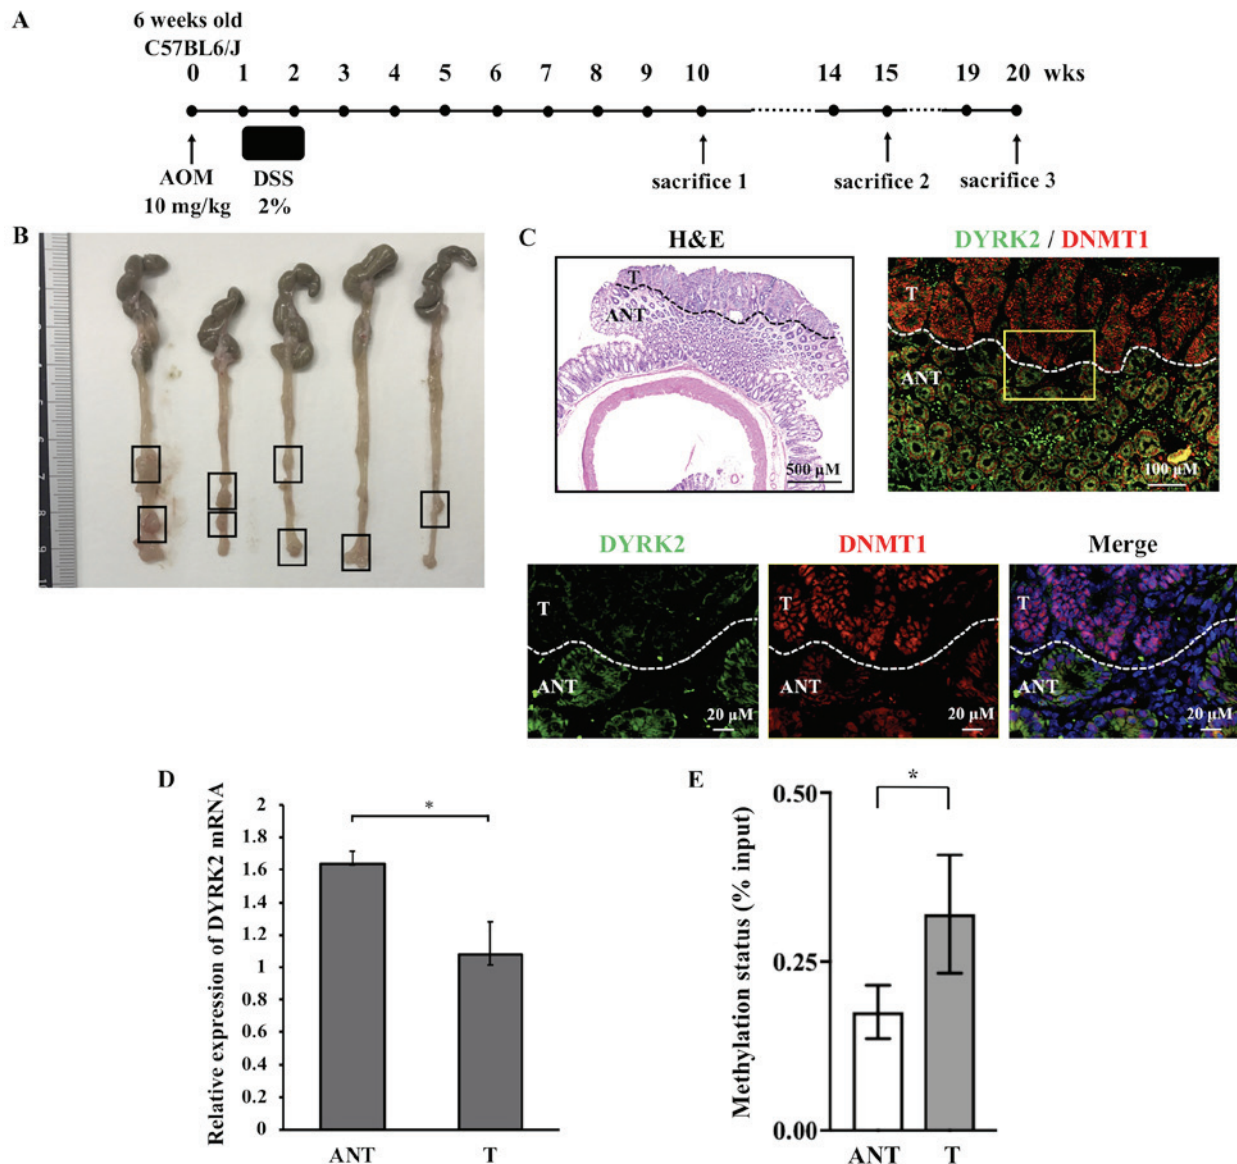 A
6 weeks old
C57BL6/J
0 1 2 3 4 5 6 7 8 9 10 14 15 19 20 wks
AOM
10 mg/kg
DSS
2%
sacrifice 1
sacrifice 2
sacrifice 3
B
C
H&E
T
ANT
500 µM
DYRK2 / DNMT1
T
ANT
100 µM
DYRK2
T
ANT
20 µM
DNMT1
T
ANT
20 µM
Merge
T
ANT
20 µM
D
Relative expression of DYRK2 mRNA
2
1.8
1.6
1.4
1.2
1
0.8
0.6
0.4
0.2
0
*
ANT T
E
Methylation status (% input)
0.50
0.25
0.00
*
ANT T